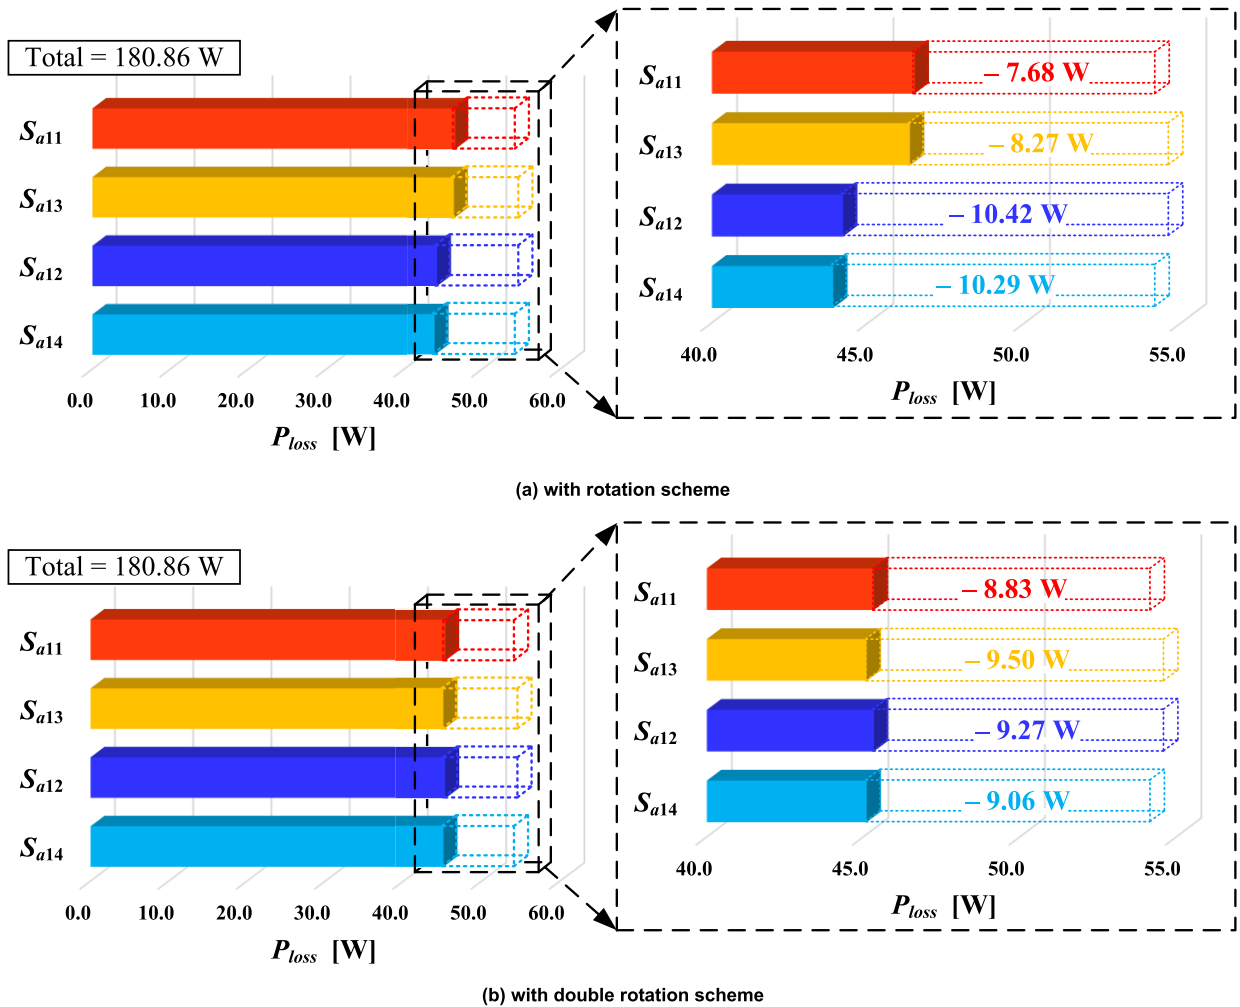 Total = 180.86 W
Sa11
Sa13
Sa12
Sa14
0.0 10.0 20.0 30.0 40.0 50.0 60.0
Ploss [W]
Sa11 – 7.68 W
Sa13 – 8.27 W
Sa12 – 10.42 W
Sa14 – 10.29 W
40.0 45.0 50.0 55.0
Ploss [W]
(a) with rotation scheme
Total = 180.86 W
Sa11
Sa13
Sa12
Sa14
0.0 10.0 20.0 30.0 40.0 50.0 60.0
Ploss [W]
Sa11 – 8.83 W
Sa13 – 9.50 W
Sa12 – 9.27 W
Sa14 – 9.06 W
40.0 45.0 50.0 55.0
Ploss [W]
(b) with double rotation scheme